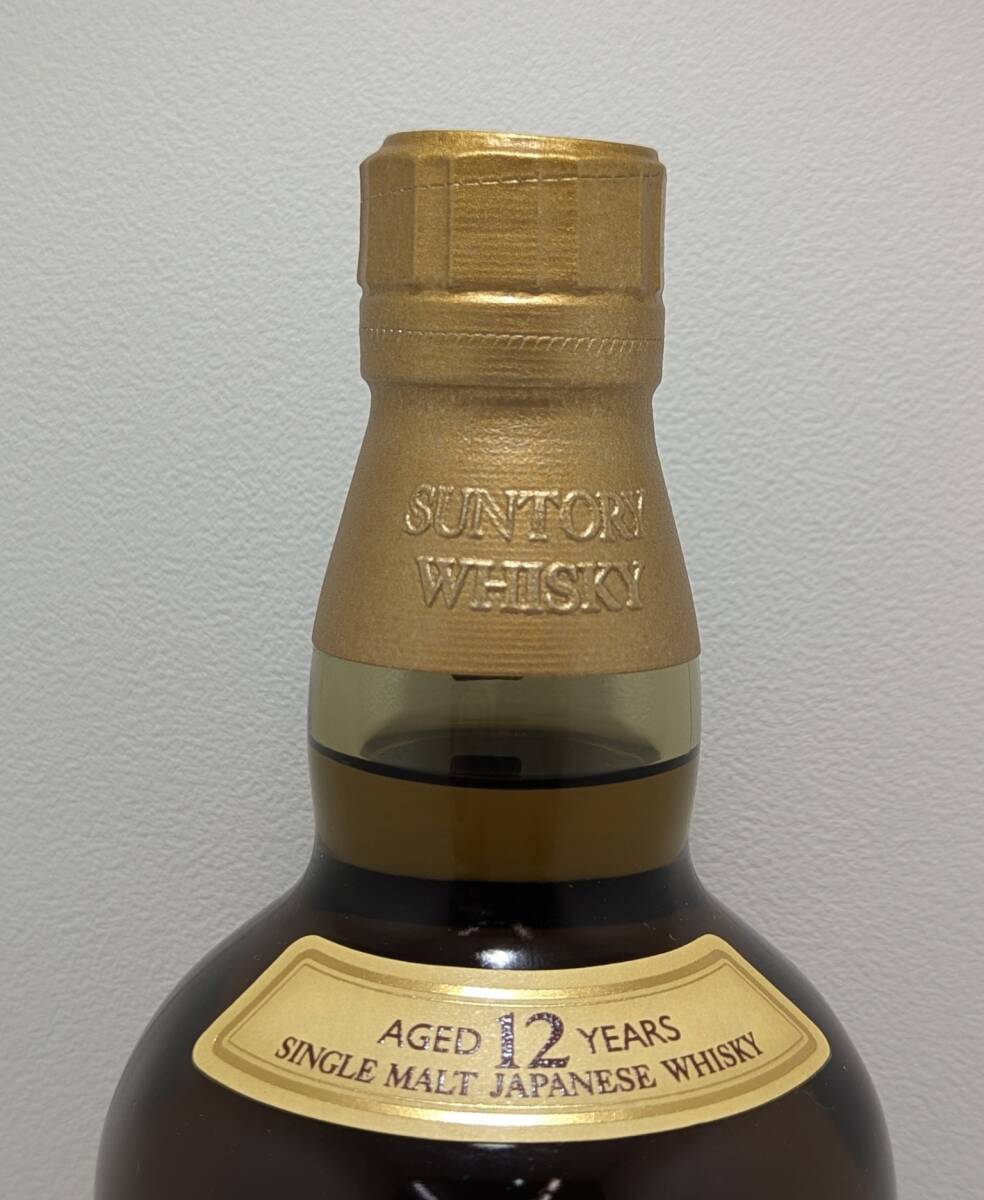 SUNTORY
WHISKY
AGED 12 YEARS
SINGLE MALT JAPANESE WHISKY